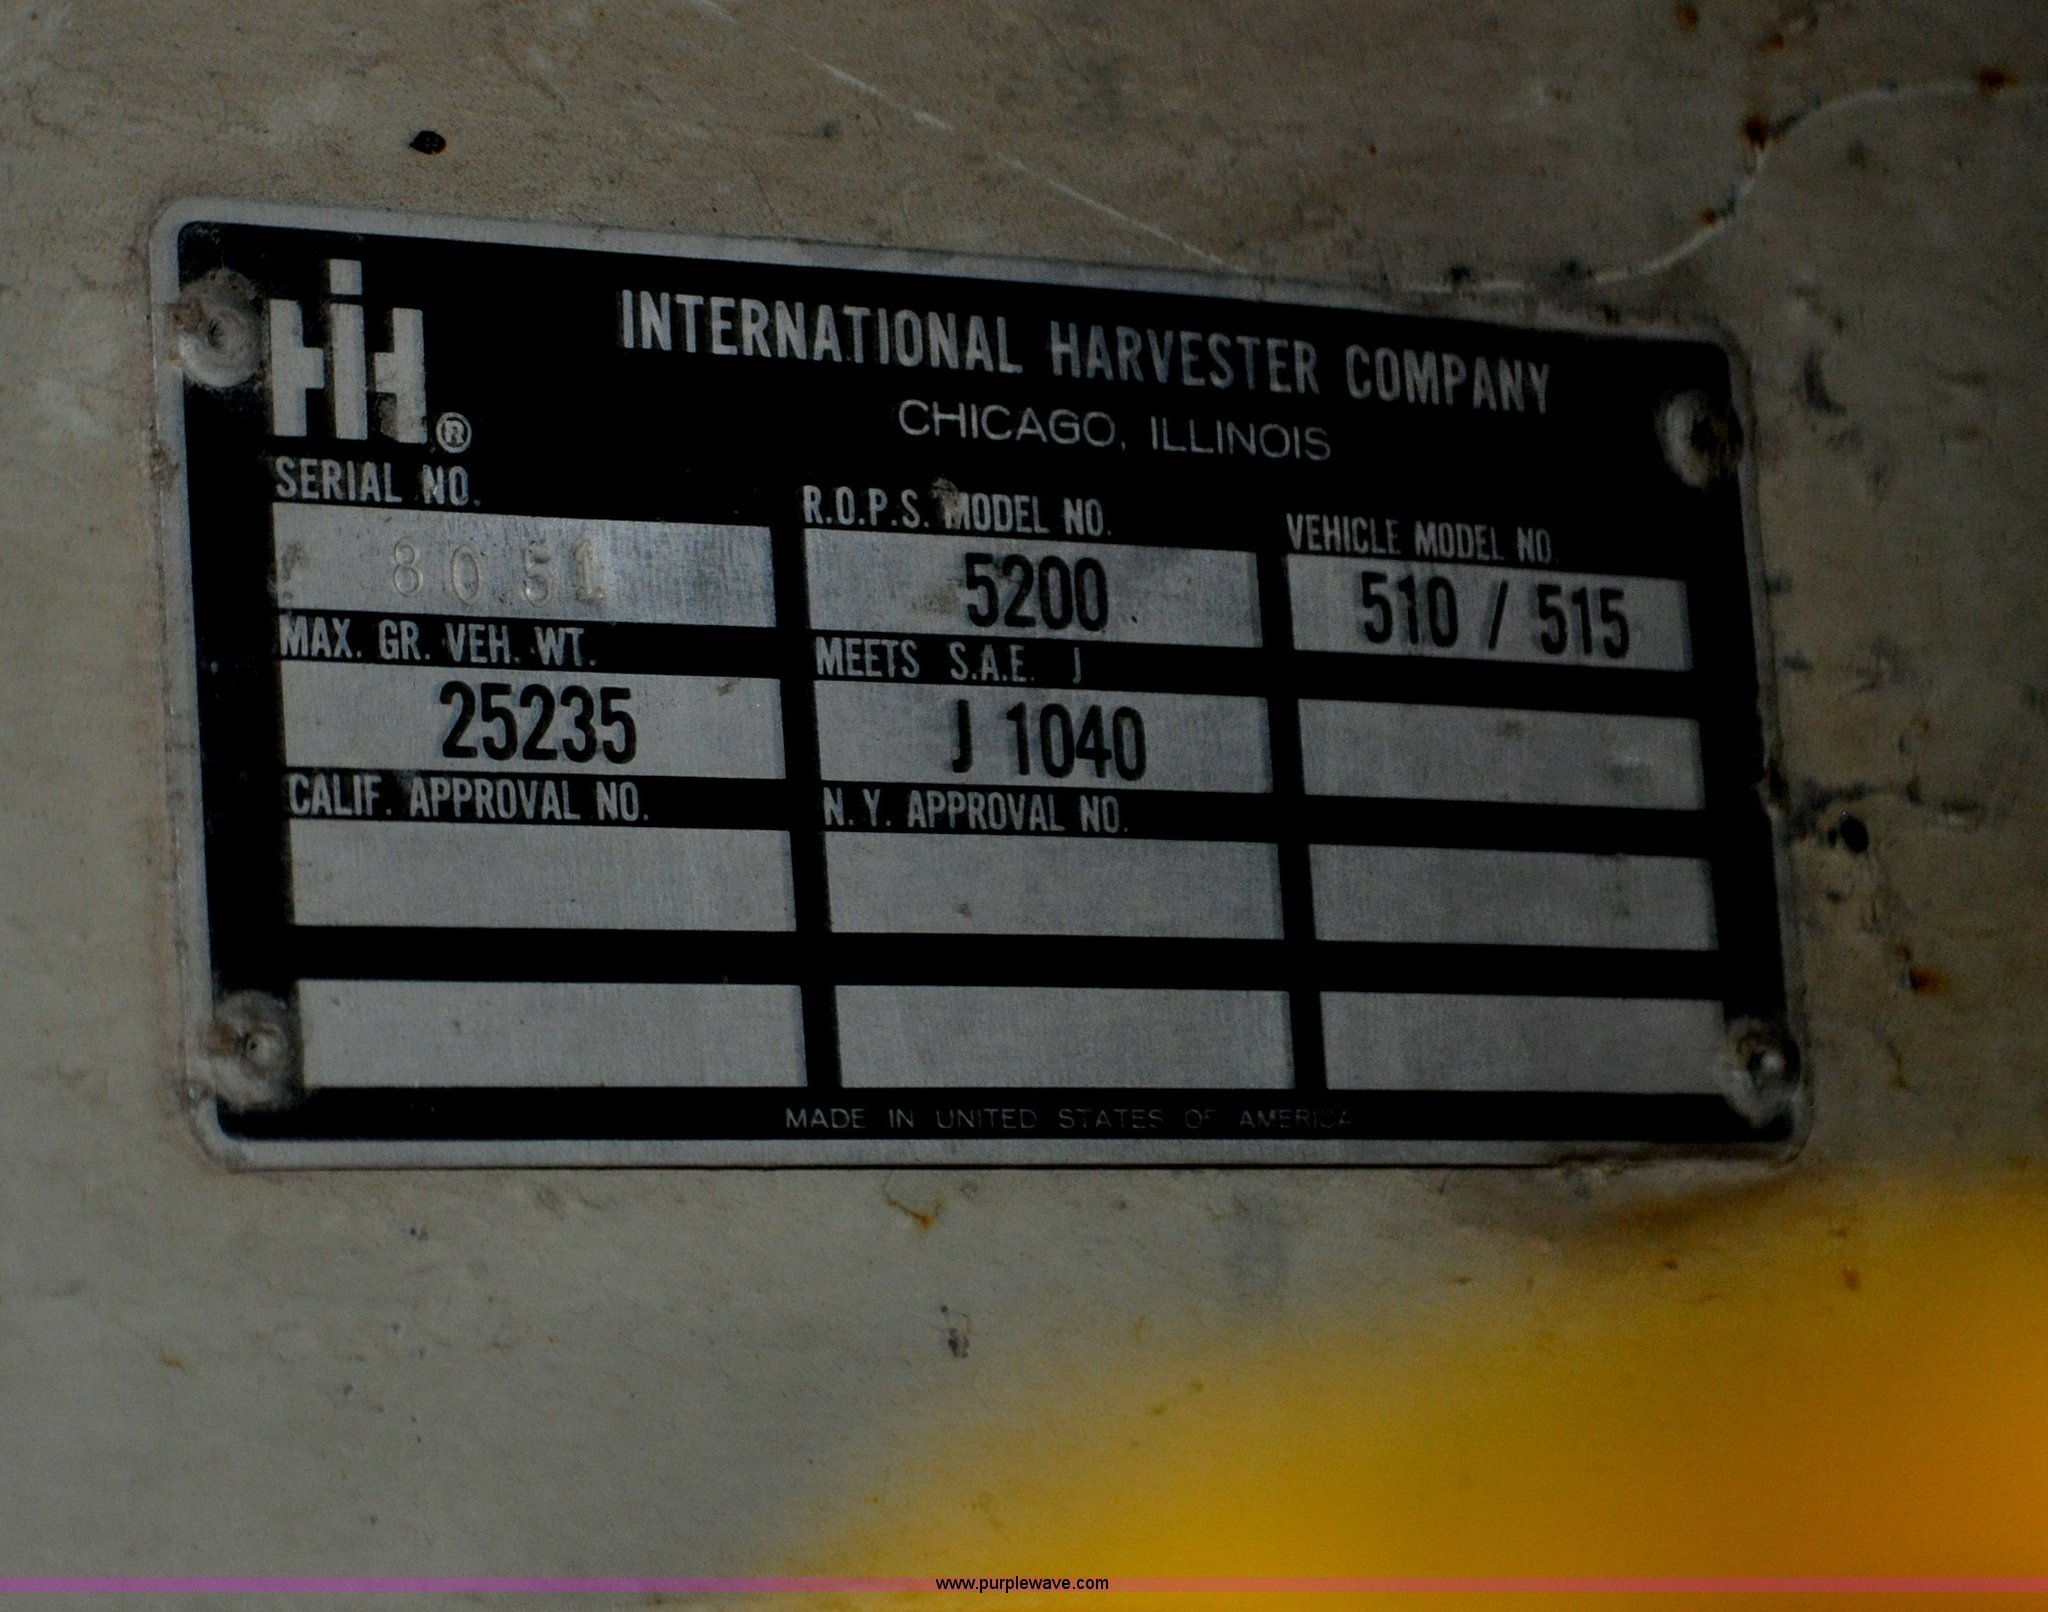 IH®
INTERNATIONAL HARVESTER COMPANY
CHICAGO, ILLINOIS
SERIAL NO. R.O.P.S. MODEL NO. VEHICLE MODEL NO.
8051 5200 510 / 515
MAX. GR. VEH. WT. MEETS S.A.E. J
25235 J 1040
CALIF. APPROVAL NO. N. Y. APPROVAL NO.
MADE IN UNITED STATES OF AMERICA
www.purplewave.com